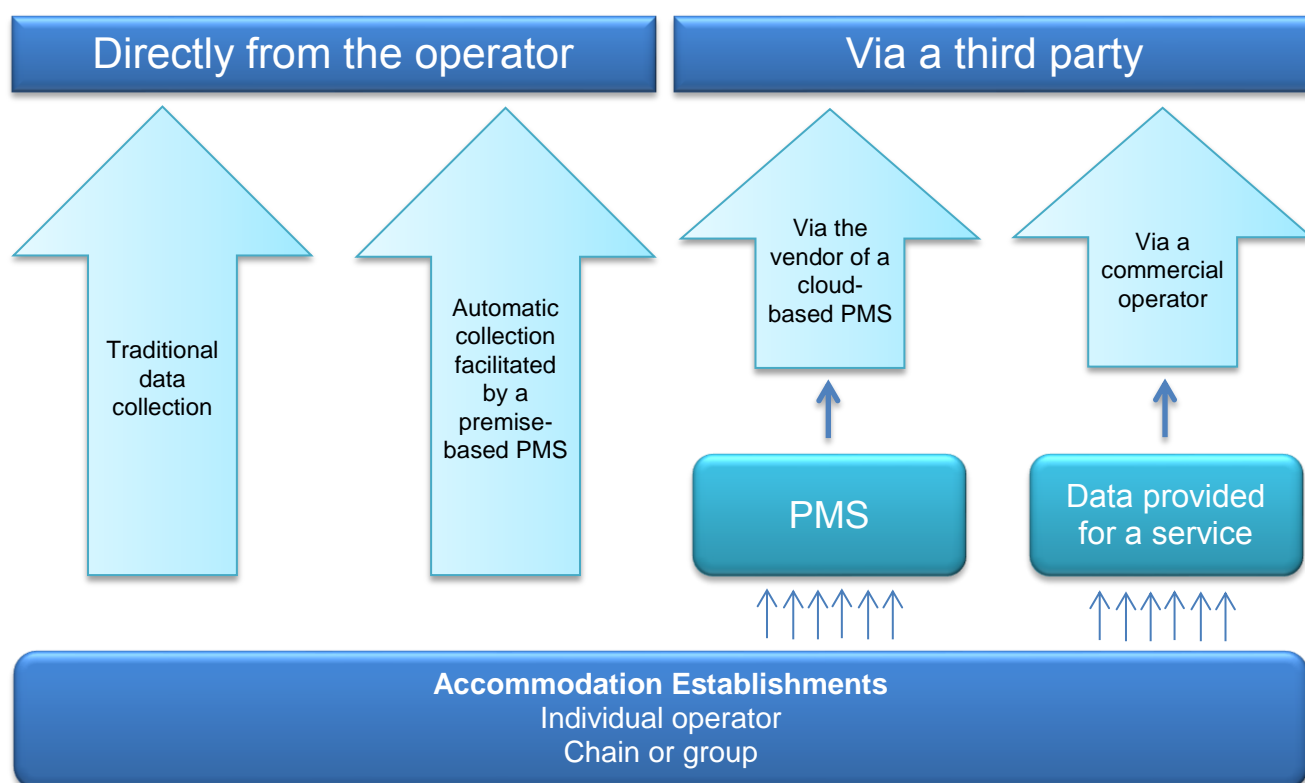 Directly from the operator
Via a third party
Traditional
data
collection
Automatic
collection
facilitated
by a
premise-
based PMS
Via the
vendor of a
cloud-
based PMS
Via a
commercial
operator
PMS
Data provided
for a service
Accommodation Establishments
Individual operator
Chain or group